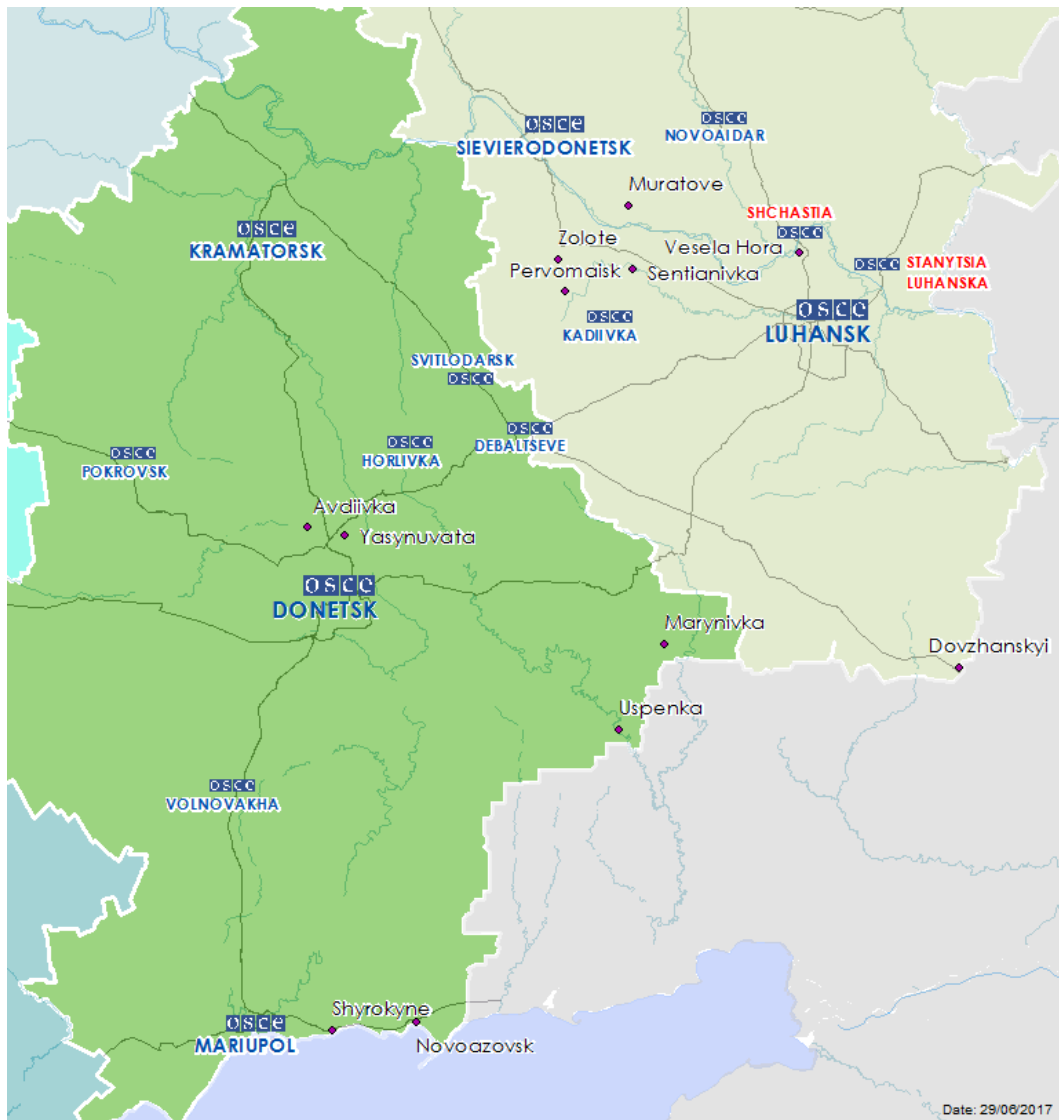 osce
SIEVIERODONETSK
osce
NOVOAIDAR
Muratove
SHCHASTIA
osce
osce
KRAMATORSK
Zolote
Vesela Hora
Pervomaisk
Sentianivka
osce
STANYTSIA
LUHANSKA
osce
KADIIVKA
osce
LUHANSK
SVITLODARSK
osce
osce
DEBALTSEVE
osce
HORLIVKA
osce
POKROVSK
Avdiivka
Yasynuvata
osce
DONETSK
Marynivka
Dovzhanskyi
Uspenka
osce
VOLNOVAKHA
Shyrokyne
osce
MARIUPOL
Novoazovsk
Date: 29/06/2017